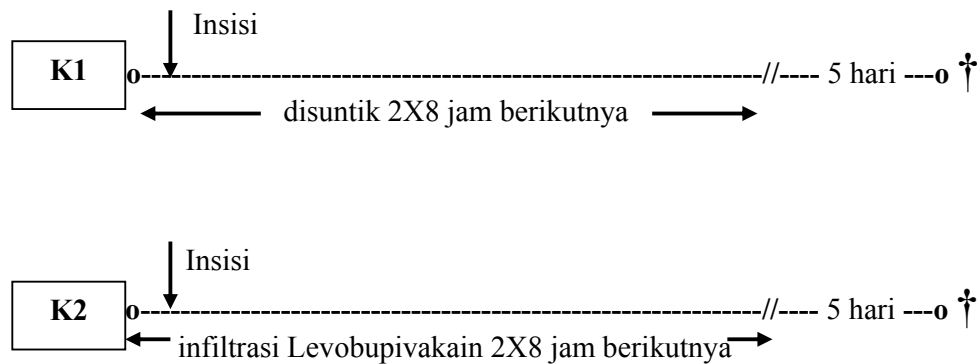 Insisi
K1 o-----------------------------------------------------------//---- 5 hari ---o †
disuntik 2X8 jam berikutnya
Insisi
K2 o-----------------------------------------------------------//---- 5 hari ---o †
infiltrasi Levobupivakain 2X8 jam berikutnya